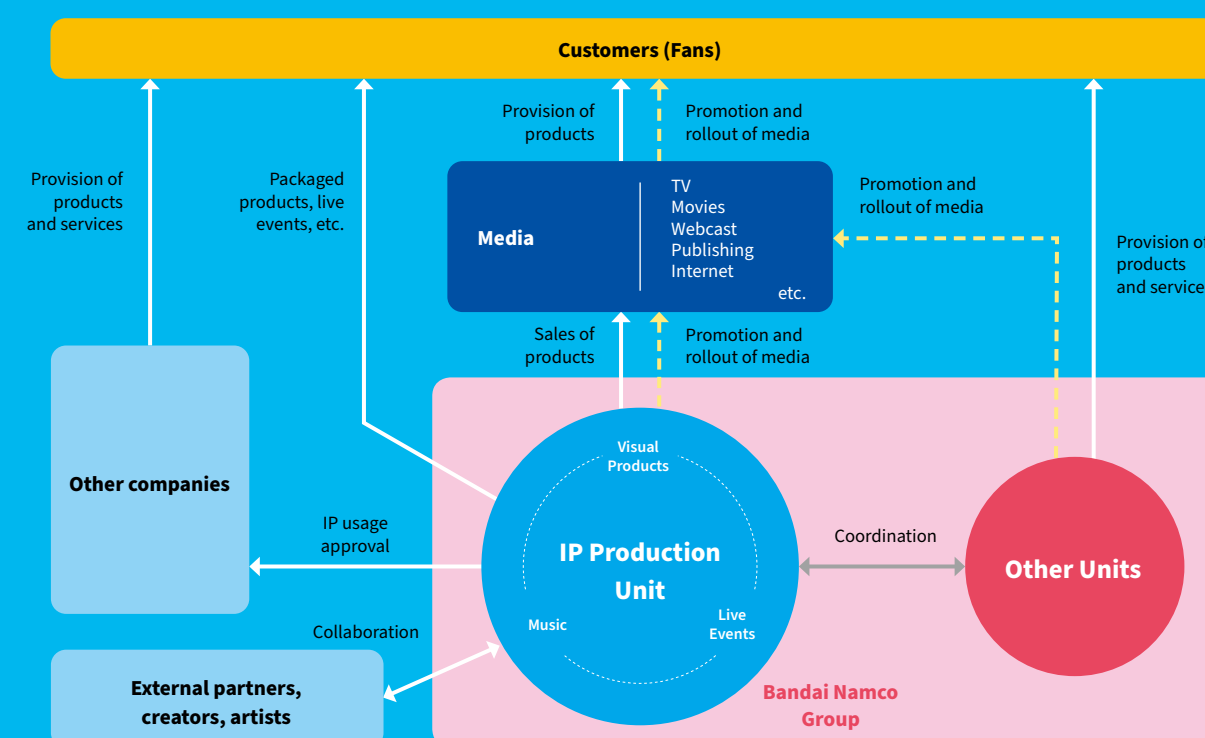 Customers (Fans)
Provision of
products
and services
Packaged
products, live
events, etc.
Provision of
products
Promotion and
rollout of media
Media
TV
Movies
Webcast
Publishing
Internet
etc.
Promotion and
rollout of media
Provision of
products
and service
Sales of
products
Promotion and
rollout of media
Other companies
IP usage
approval
Visual
Products
IP Production
Unit
Music
Live
Events
Coordination
Other Units
Collaboration
External partners,
creators, artists
Bandai Namco
Group